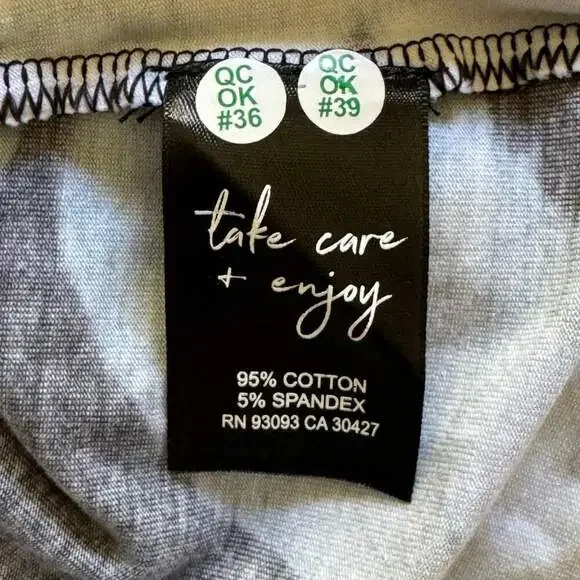 QC
OK
#36
QC
OK
#39
take care
+ enjoy
95% COTTON
5% SPANDEX
RN 93093 CA 30427